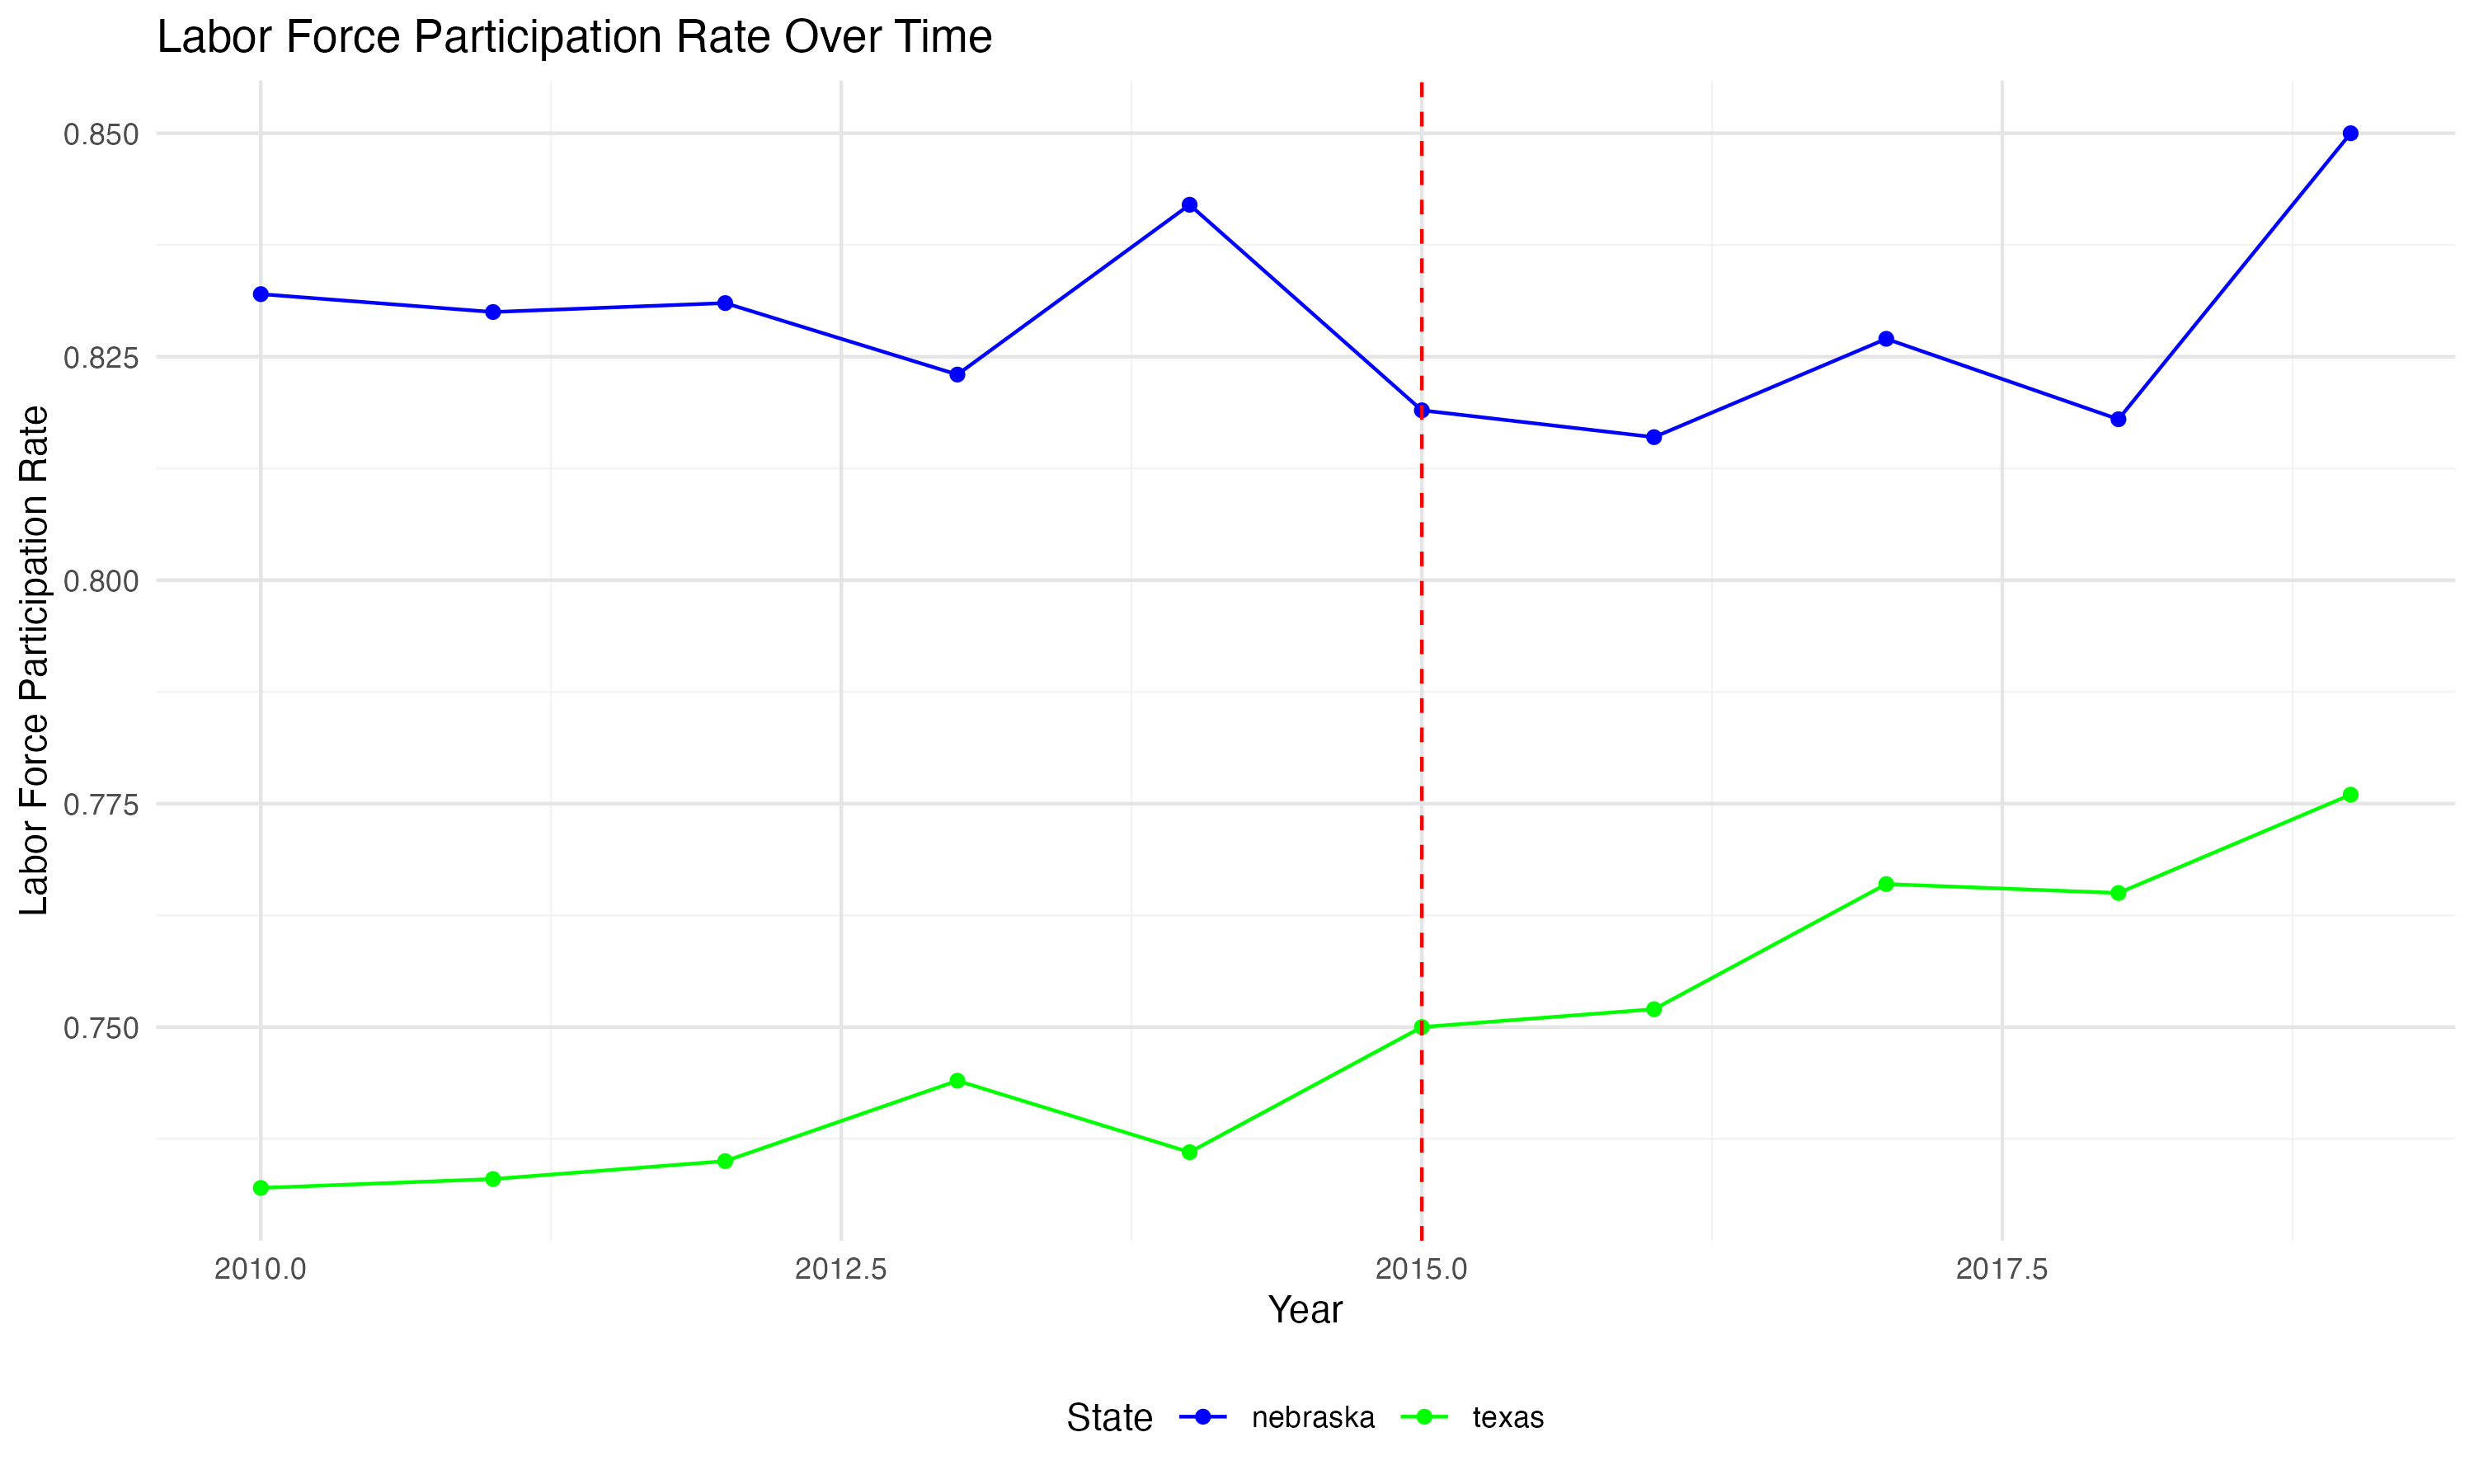 Labor Force Participation Rate Over Time
Labor Force Participation Rate
0.850
0.825
0.800
0.775
0.750
2010.0 2012.5 2015.0 2017.5
Year
State nebraska texas